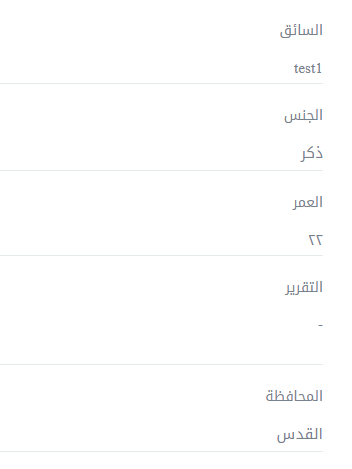 السائق
test1
الجنس
ذكر
العمر
٢٢
التقرير
-
المحافظة
القدس